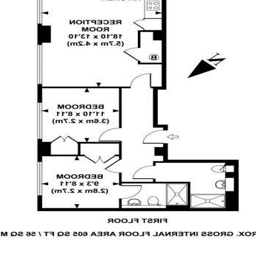 RECEPTION
ROOM
18'10 x 13'10
(5.7m x 4.2m)
B
N
BEDROOM
11'10 x 8'11
(3.6m x 2.7m)
BEDROOM
9'3 x 8'11
(2.8m x 2.7m)
FIRST FLOOR
ROX. GROSS INTERNAL FLOOR AREA 605 SQ FT / 56 SQ M